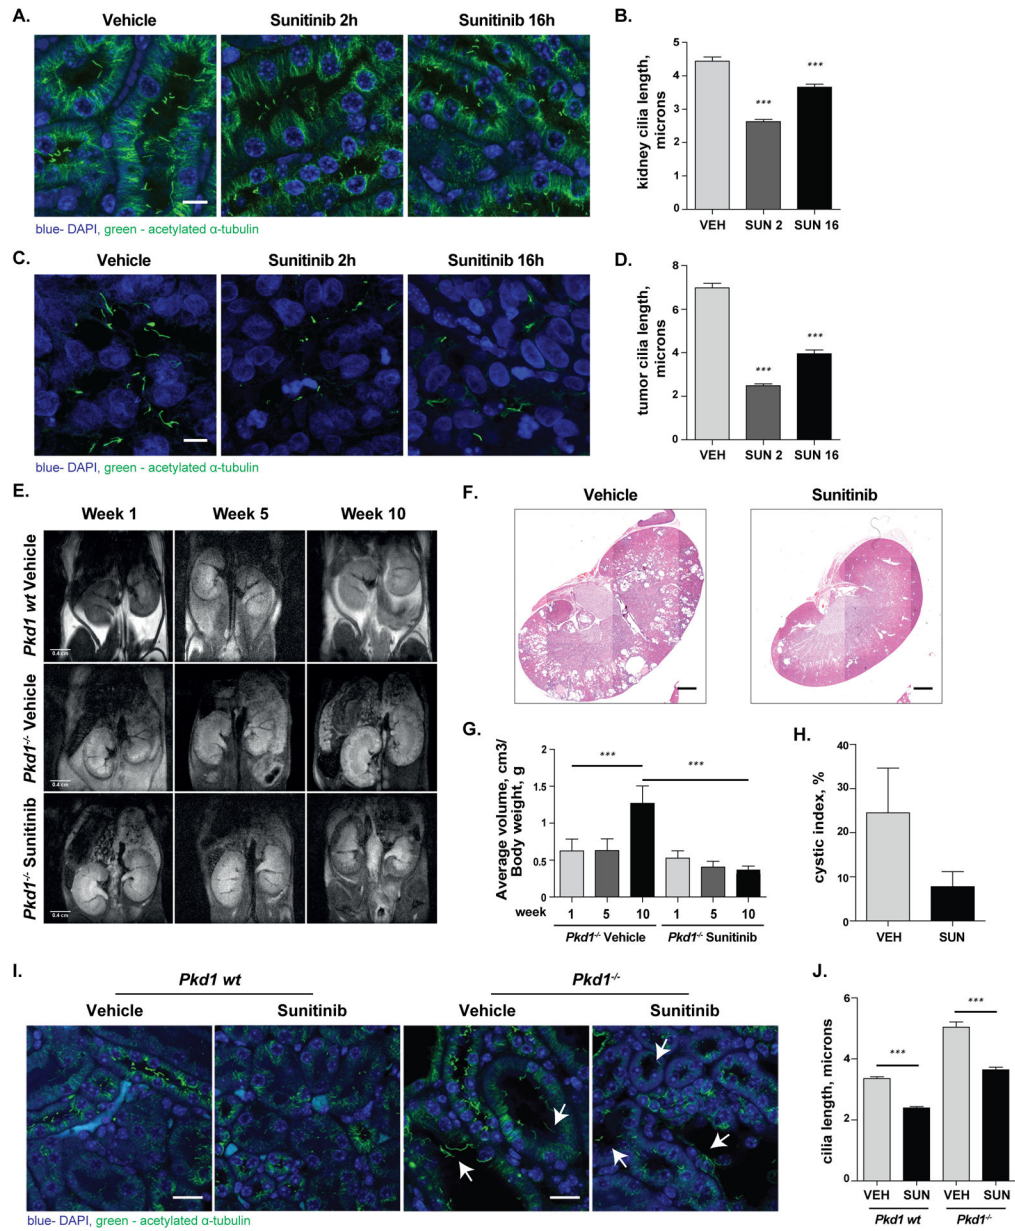 A.
Vehicle
Sunitinib 2h
Sunitinib 16h
blue- DAPI, green - acetylated α-tubulin
B.
kidney cilia length,
microns
5
4
3
2
1
0
VEH
SUN 2
SUN 16
***
***
C.
Vehicle
Sunitinib 2h
Sunitinib 16h
blue- DAPI, green - acetylated α-tubulin
D.
tumor cilia length,
microns
8
6
4
2
0
VEH
SUN 2
SUN 16
***
***
E.
Week 1
Week 5
Week 10
Pkd1 wt Vehicle
0.4 cm
Pkd1-/- Vehicle
0.4 cm
Pkd1-/- Sunitinib
0.4 cm
F.
Vehicle
Sunitinib
G.
Average volume, cm3/
Body weight, g
2
1.5
1
0.5
0
***
***
week
1
5
10
1
5
10
Pkd1-/- Vehicle
Pkd1-/- Sunitinib
H.
cystic index, %
40
30
20
10
0
VEH
SUN
I.
Pkd1 wt
Pkd1-/-
Vehicle
Sunitinib
Vehicle
Sunitinib
blue- DAPI, green - acetylated α-tubulin
J.
cilia length, microns
6
4
2
0
***
***
VEH
SUN
VEH
SUN
Pkd1 wt
Pkd1-/-